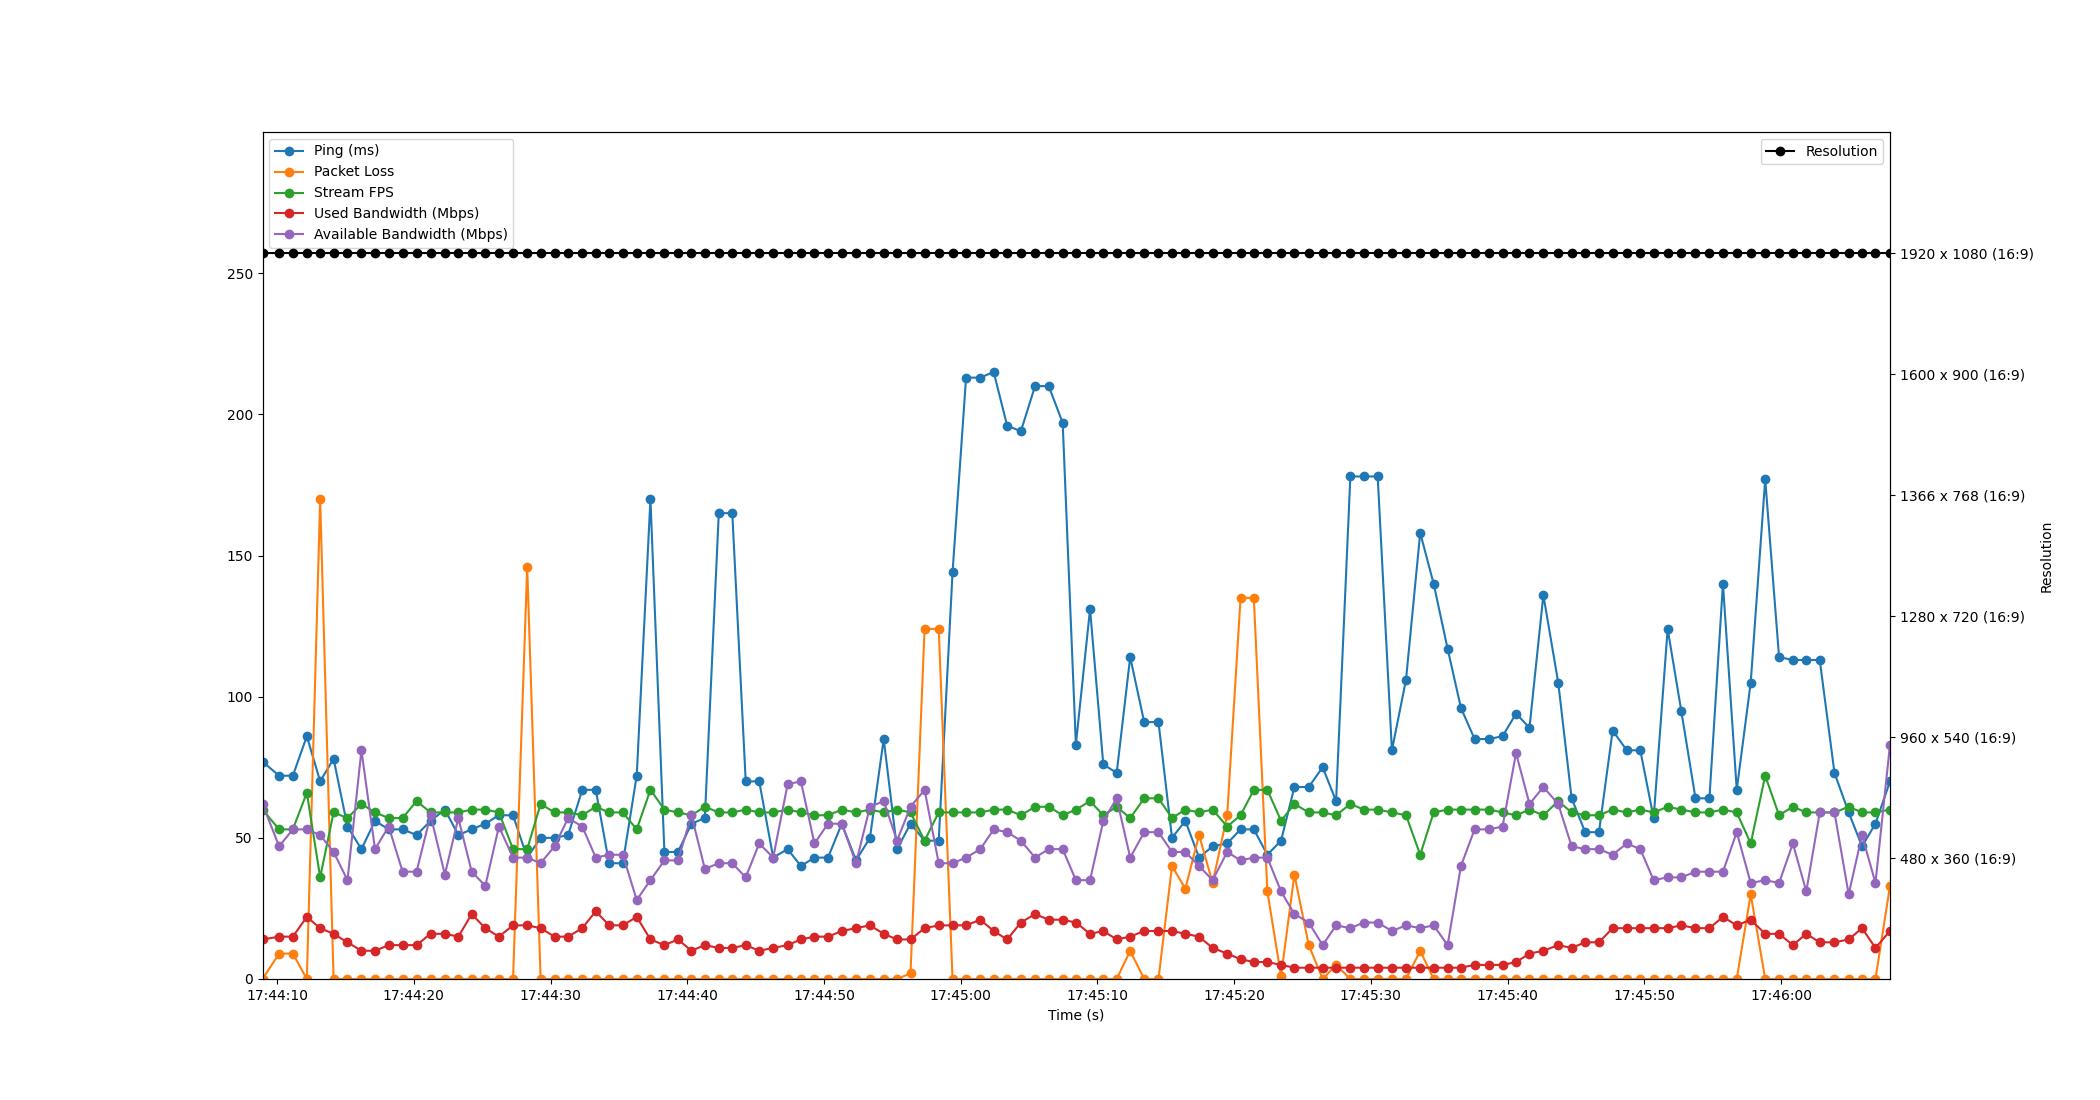 Ping (ms)
Packet Loss
Stream FPS
Used Bandwidth (Mbps)
Available Bandwidth (Mbps)
Resolution
250
200
150
100
50
0
1920 x 1080 (16:9)
1600 x 900 (16:9)
1366 x 768 (16:9)
1280 x 720 (16:9)
960 x 540 (16:9)
480 x 360 (16:9)
Resolution
17:44:10 17:44:20 17:44:30 17:44:40 17:44:50 17:45:00 17:45:10 17:45:20 17:45:30 17:45:40 17:45:50 17:46:00
Time (s)